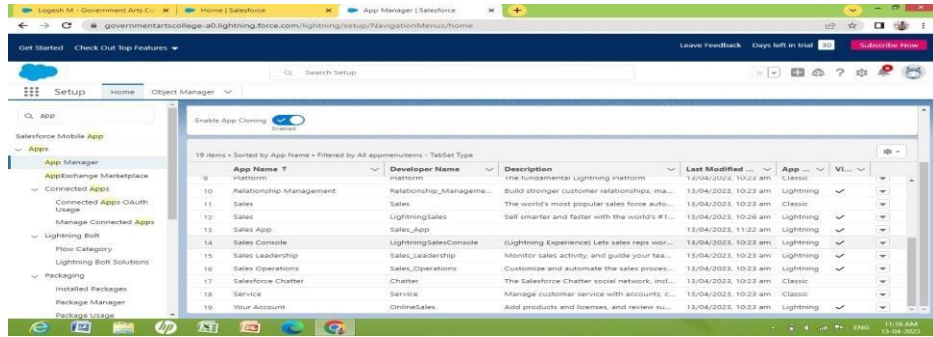 Logesh M - Government Arts Co
Home | Salesforce
App Manager | Salesforce
governmentartscollege-a0.lightning.force.com/lightning/setup/NavigationMenus/home
Get Started Check Out Top Features
Leave Feedback Days left in trial 30 Subscribe Now
Search Setup
Setup Home Object Manager
app
Salesforce Mobile App
Apps
App Manager
AppExchange Marketplace
Connected Apps
Connected Apps OAuth
Usage
Manage Connected Apps
Lightning Bolt
Flow Category
Lightning Bolt Solutions
Packaging
Installed Packages
Package Manager
Package Usage
Enable App Cloning
Enabled
19 items • Sorted by App Name • Filtered by All appmenuitems - TabSet Type
App Name ↑ Developer Name Description Last Modified ... App ... Vi...
9 Platform Platform The fundamental Lightning Platform 13/04/2023, 10:23 am Classic
10 Relationship Management Relationship_Manageme... Build stronger customer relationships, ma... 13/04/2023, 10:23 am Lightning
11 Sales Sales The world's most popular sales force auto... 13/04/2023, 10:23 am Classic
12 Sales LightningSales Sell smarter and faster with the world's #1... 13/04/2023, 10:26 am Lightning
13 Sales App Sales_App 13/04/2023, 11:22 am Lightning
14 Sales Console LightningSalesConsole (Lightning Experience) Lets sales reps wor... 13/04/2023, 10:23 am Lightning
15 Sales Leadership Sales_Leadership Monitor sales activity, and guide your tea... 13/04/2023, 10:23 am Lightning
16 Sales Operations Sales_Operations Customize and automate the sales proces... 13/04/2023, 10:23 am Lightning
17 Salesforce Chatter Chatter The Salesforce Chatter social network, incl... 13/04/2023, 10:23 am Classic
18 Service Service Manage customer service with accounts, c... 13/04/2023, 10:23 am Classic
19 Your Account OnlineSales Add products and licenses, and review su... 13/04/2023, 10:23 am Lightning
ENG
11:16 AM
13-04-2023